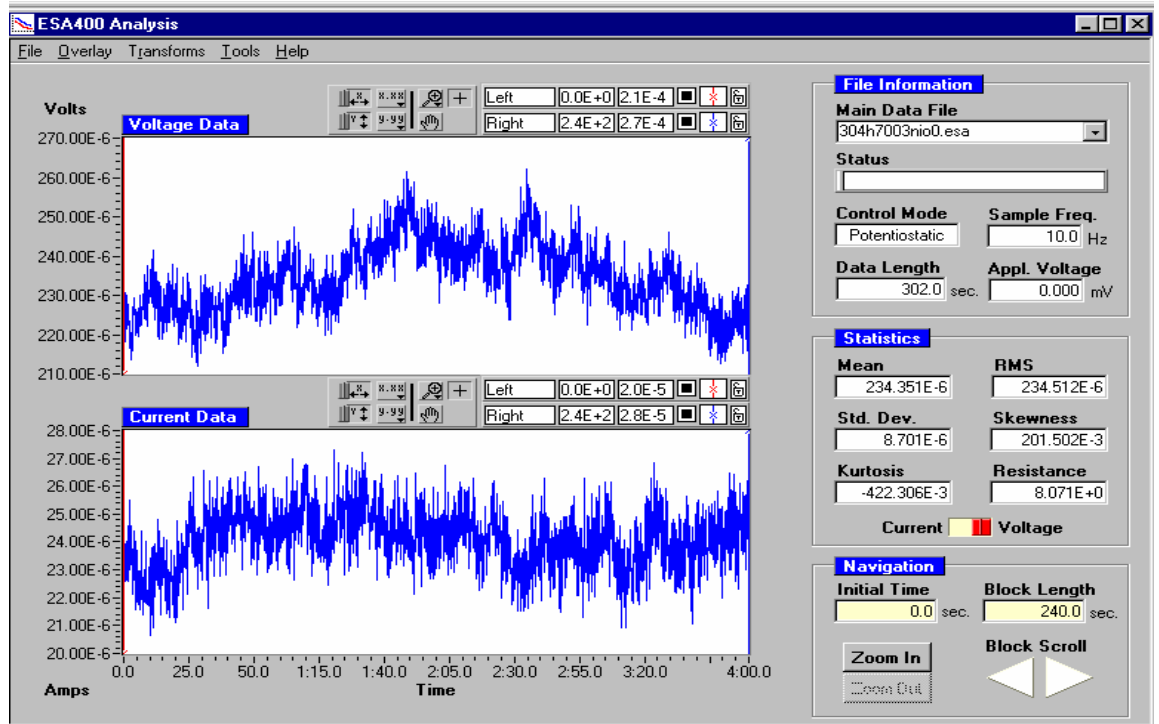 ESA400 Analysis
File Overlay Transforms Tools Help
Volts
Voltage Data
Left 0.0E+0 2.1E-4
Right 2.4E+2 2.7E-4
270.00E-6
260.00E-6
250.00E-6
240.00E-6
230.00E-6
220.00E-6
210.00E-6
Current Data
Left 0.0E+0 2.0E-5
Right 2.4E+2 2.8E-5
28.00E-6
27.00E-6
26.00E-6
25.00E-6
24.00E-6
23.00E-6
22.00E-6
21.00E-6
20.00E-6
0.0 25.0 50.0 1:15.0 1:40.0 2:05.0 2:30.0 2:55.0 3:20.0 4:00.0
Amps Time
File Information
Main Data File
304h7003nio0.esa
Status
Control Mode Sample Freq.
Potentiostatic 10.0 Hz
Data Length Appl. Voltage
302.0 sec. 0.000 mV
Statistics
Mean RMS
234.351E-6 234.512E-6
Std. Dev. Skewness
8.701E-6 201.502E-3
Kurtosis Resistance
-422.306E-3 8.071E+0
Current Voltage
Navigation
Initial Time Block Length
0.0 sec. 240.0 sec.
Zoom In Block Scroll
Zoom Out